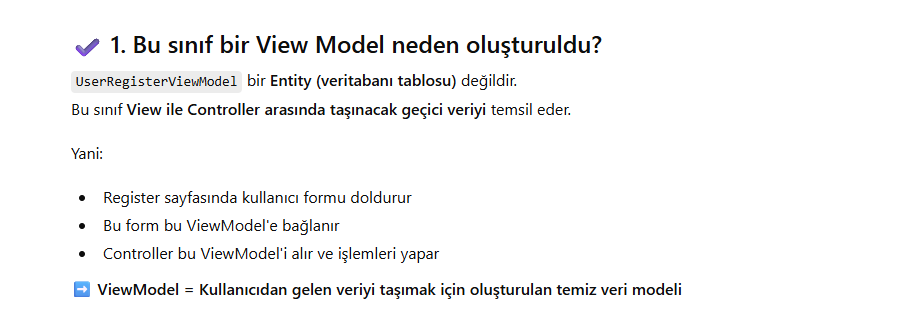 ✔ 1. Bu sınıf bir View Model neden oluşturuldu?
UserRegisterViewModel bir Entity (veritabanı tablosu) değildir.
Bu sınıf View ile Controller arasında taşınacak geçici veriyi temsil eder.
Yani:
• Register sayfasında kullanıcı formu doldurur
• Bu form bu ViewModel'e bağlanır
• Controller bu ViewModel'i alır ve işlemleri yapar
➡ ViewModel = Kullanıcıdan gelen veriyi taşımak için oluşturulan temiz veri modeli